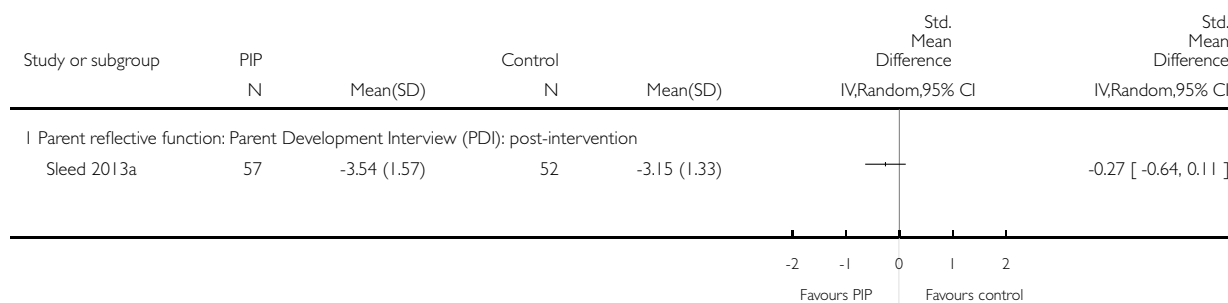 Study or subgroup PIP Control Std. Mean Difference Std. Mean Difference
N Mean(SD) N Mean(SD) IV,Random,95% CI IV,Random,95% CI
1 Parent reflective function: Parent Development Interview (PDI): post-intervention
Sleed 2013a 57 -3.54 (1.57) 52 -3.15 (1.33) -0.27 [ -0.64, 0.11 ]
-2 -1 0 1 2
Favours PIP Favours control